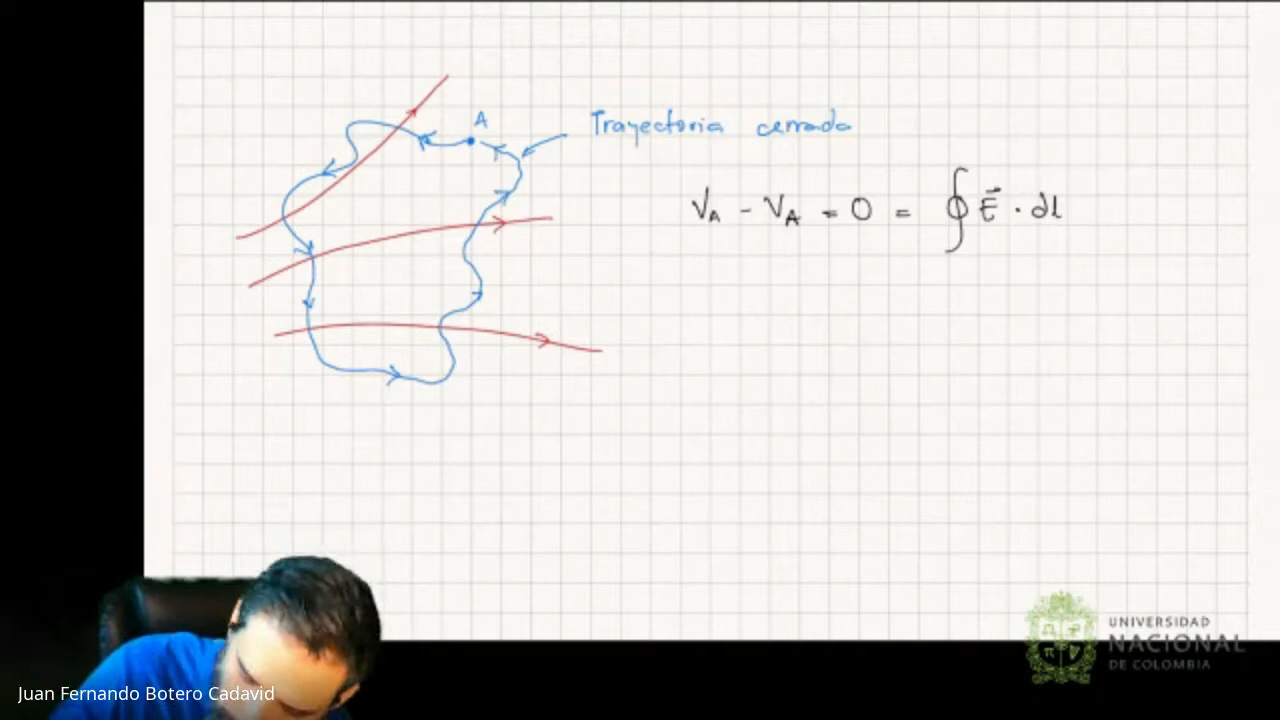 A
Trayectoria cerrada
V_A - V_A = 0 = ∮ E⃗ · dl
UNIVERSIDAD
NACIONAL
DE COLOMBIA
Juan Fernando Botero Cadavid